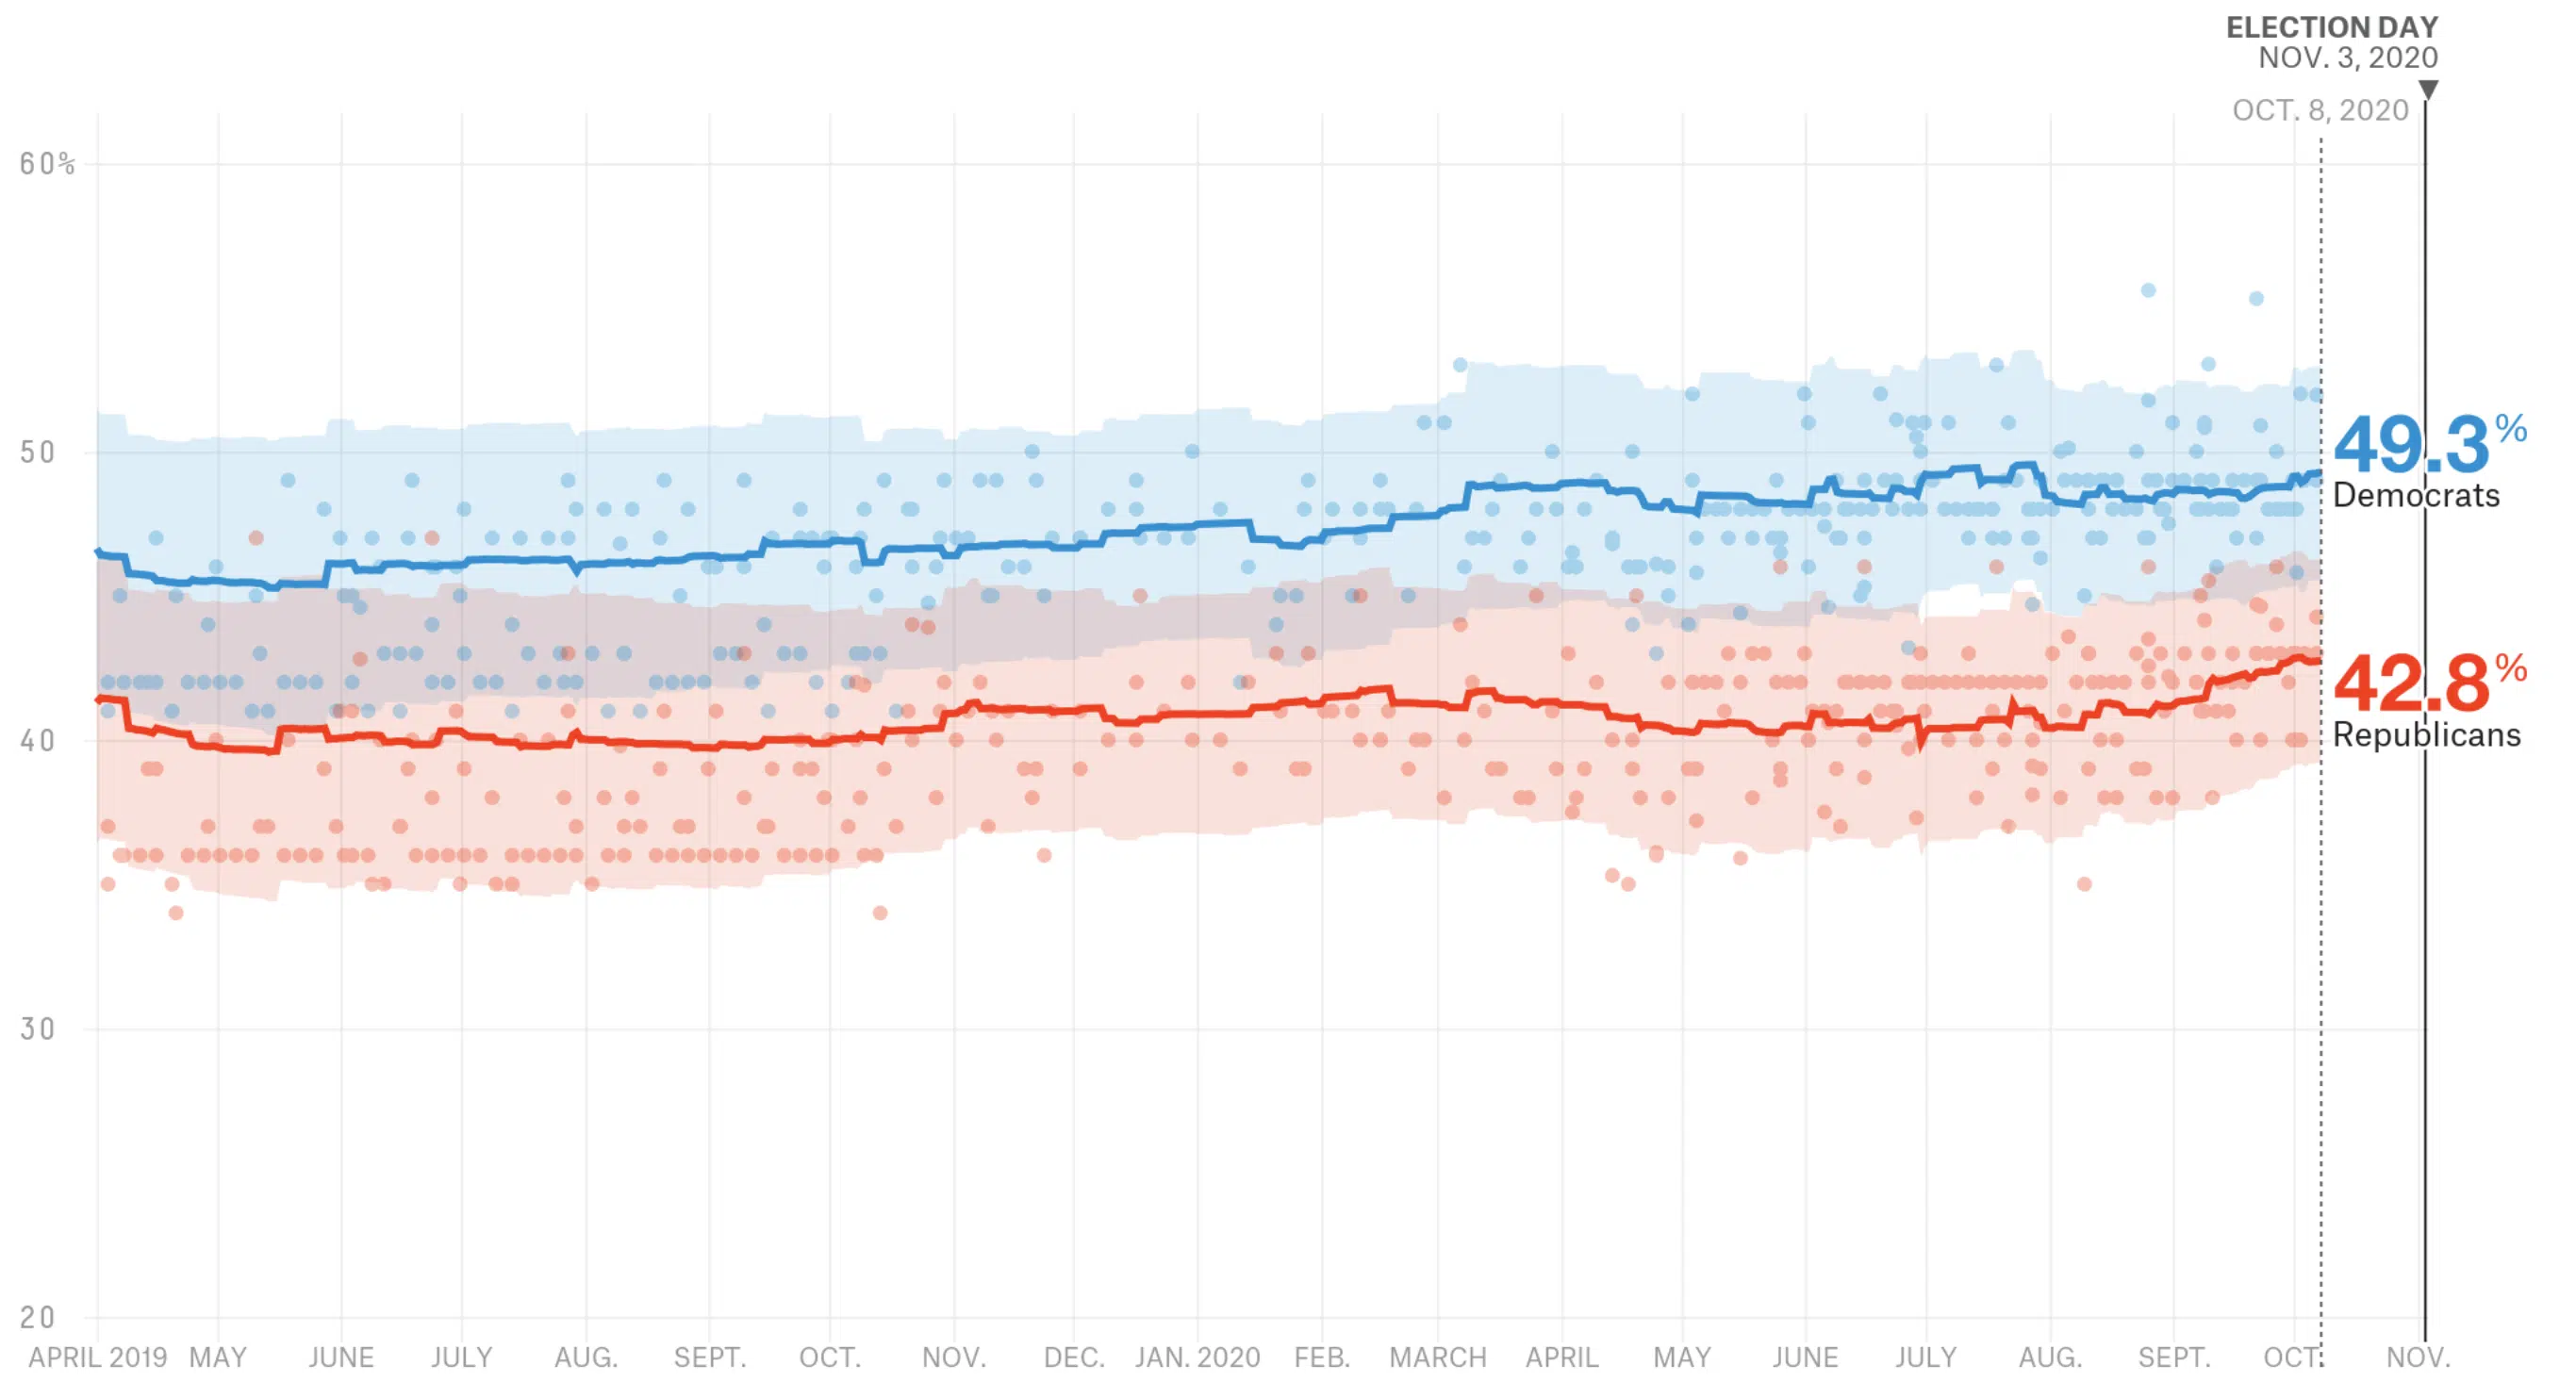 ELECTION DAY
NOV. 3, 2020
OCT. 8, 2020
60%
50
49.3%
Democrats
42.8%
40
Republicans
30
20
APRIL 2019 MAY JUNE JULY AUG. SEPT. OCT. NOV. DEC. JAN. 2020 FEB. MARCH APRIL MAY JUNE JULY AUG. SEPT. OCT. NOV.